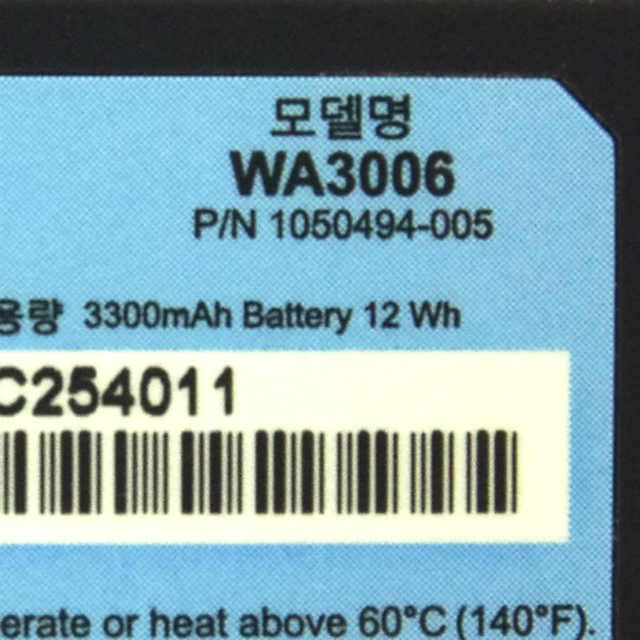 모델명
WA3006
P/N 1050494-005
용량 3300mAh Battery 12 Wh
C254011
erate or heat above 60°C (140°F).